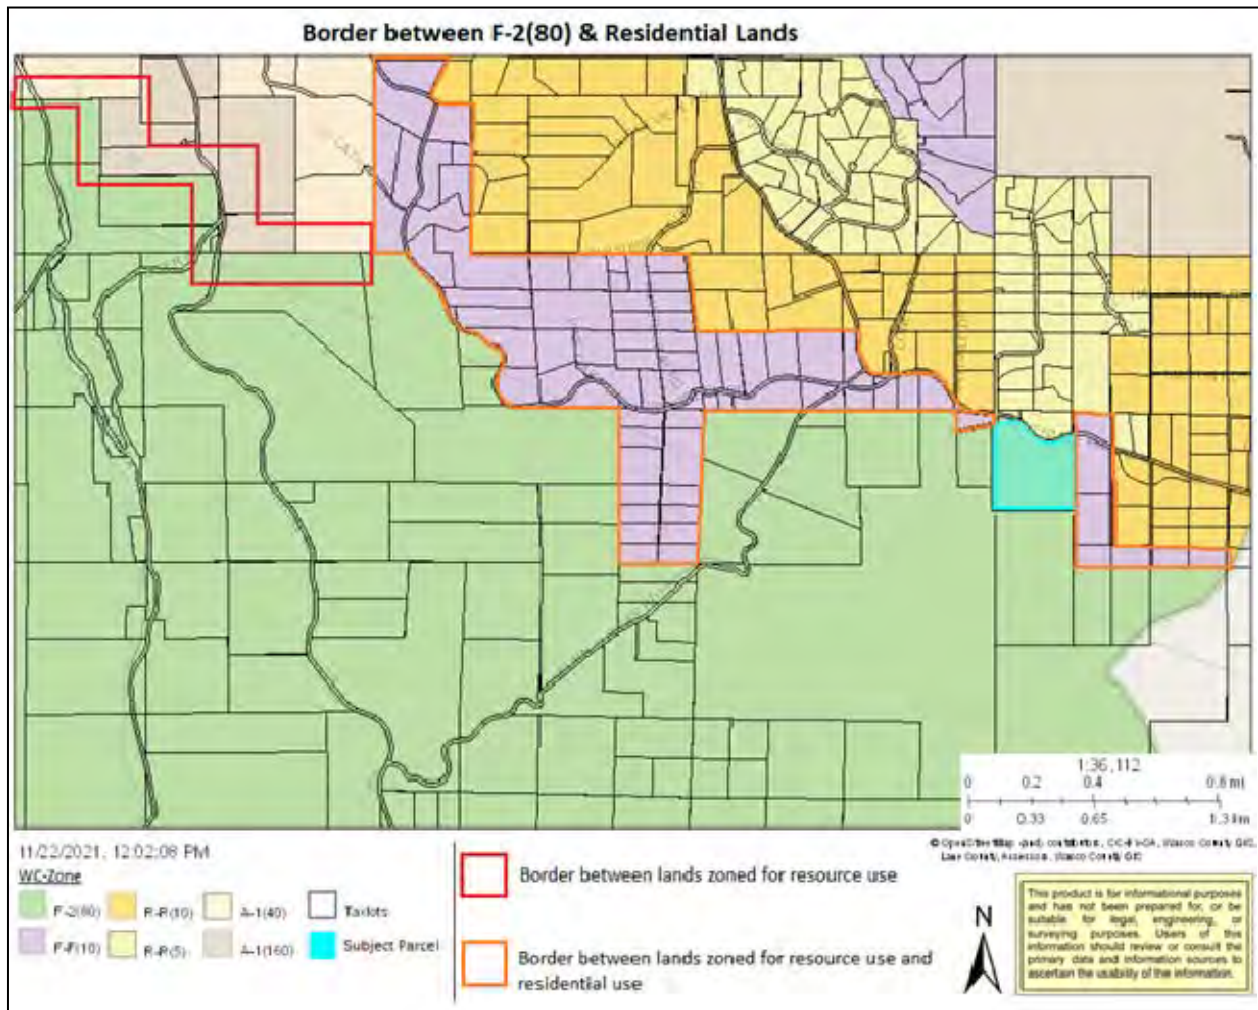 Border between F-2(80) & Residential Lands
1:36,112
0 0.2 0.4 0.8 mi
0 0.33 0.65 1.3 km
11/22/2021, 12:02:08 PM
WC-Zone
F-2(80) R-R(10) A-1(40) Taxlots
F-F(10) R-R(5) A-1(160) Subject Parcel
Border between lands zoned for resource use
Border between lands zoned for resource use and
residential use
N
This product is for informational purposes
and has not been prepared for, or be
suitable for legal, engineering, or
surveying purposes. Users of this
information should review or consult the
primary data and information sources to
ascertain the usability of the information.